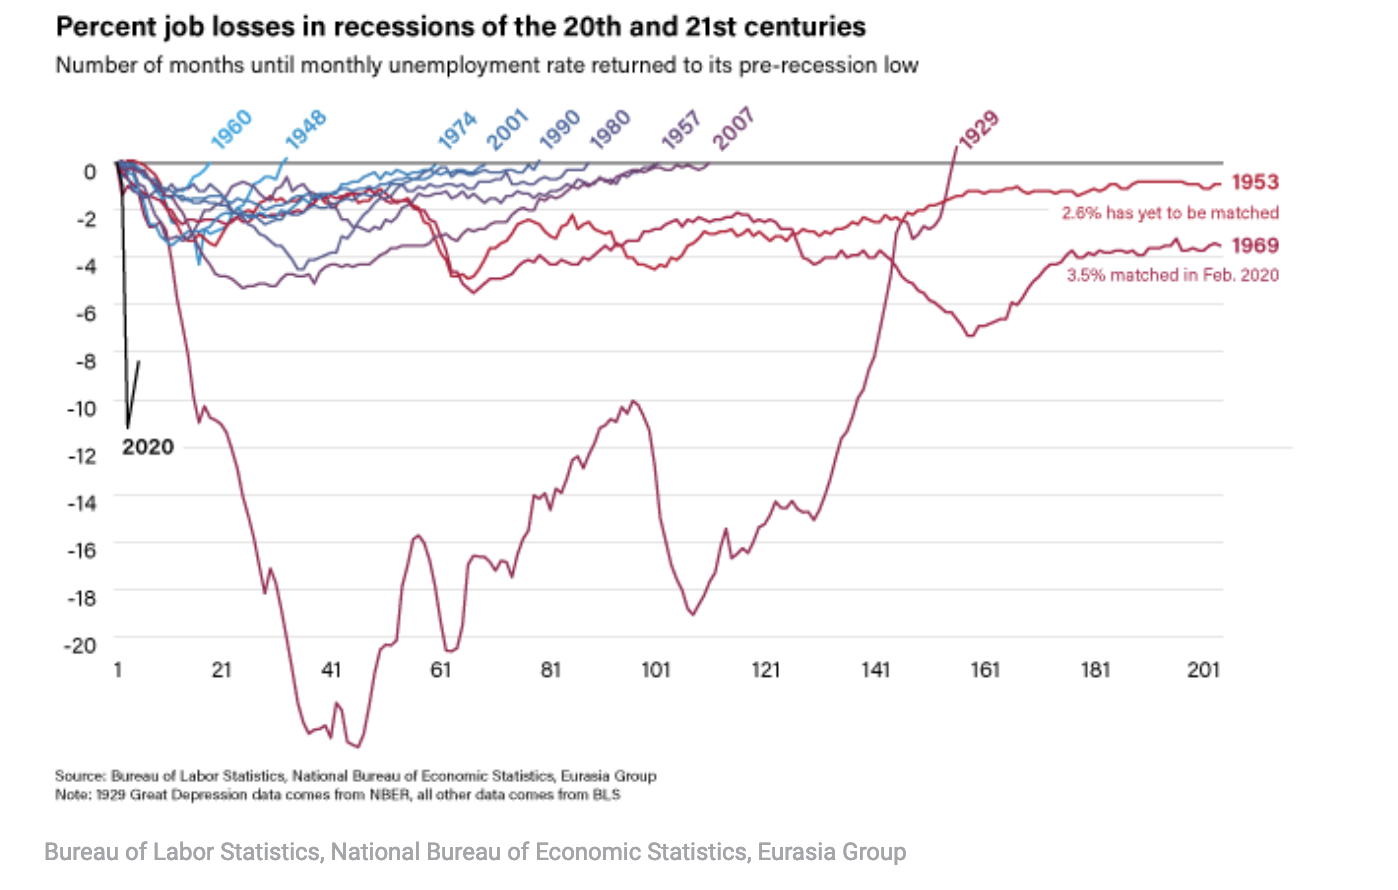 Percent job losses in recessions of the 20th and 21st centuries
Number of months until monthly unemployment rate returned to its pre-recession low
1960 1948 1974 2001 1990 1980 1957 2007 1929
0
-2
-4
-6
-8
-10
-12
-14
-16
-18
-20
1953
2.6% has yet to be matched
1969
3.5% matched in Feb. 2020
2020
1 21 41 61 81 101 121 141 161 181 201
Source: Bureau of Labor Statistics, National Bureau of Economic Statistics, Eurasia Group
Note: 1929 Great Depression data comes from NBER, all other data comes from BLS
Bureau of Labor Statistics, National Bureau of Economic Statistics, Eurasia Group